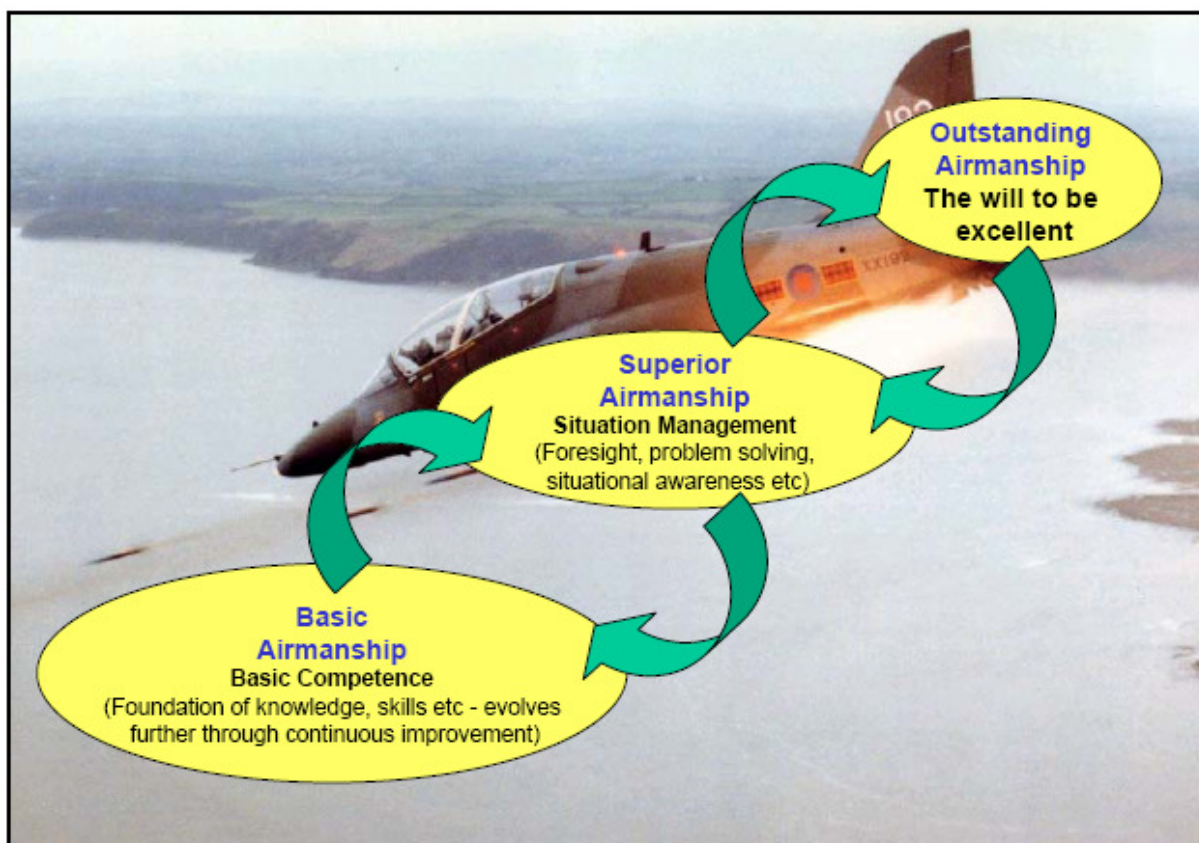 Outstanding
Airmanship
The will to be
excellent
Superior
Airmanship
Situation Management
(Foresight, problem solving,
situational awareness etc)
Basic
Airmanship
Basic Competence
(Foundation of knowledge, skills etc - evolves
further through continuous improvement)